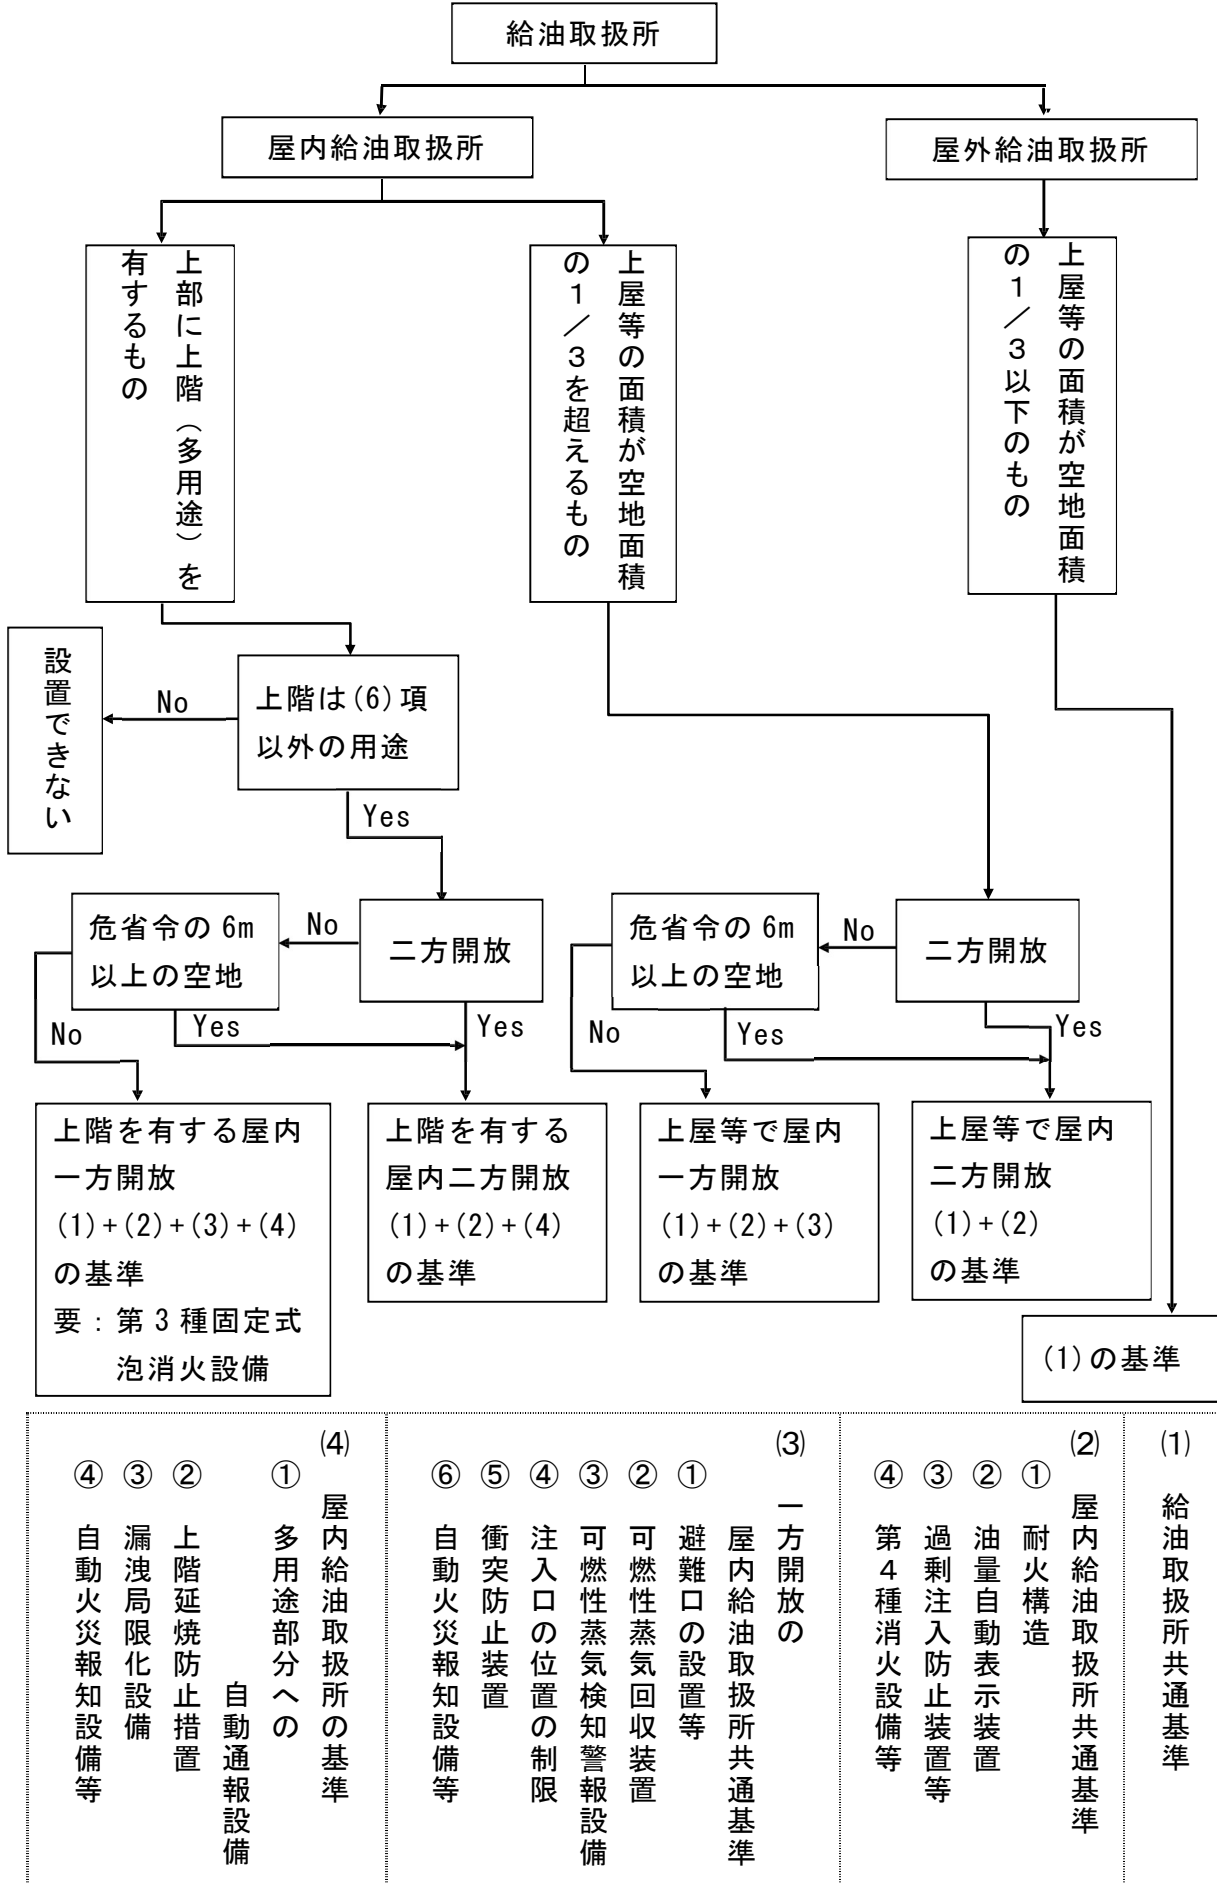 給油取扱所
屋内給油取扱所
屋外給油取扱所
上部に上階（多用途）を
有するもの
上屋等の面積が空地面積
の１／３を超えるもの
上屋等の面積が空地面積
の１／３以下のもの
設置できない
No
上階は(6)項
以外の用途
Yes
危省令の 6m
以上の空地
No
二方開放
危省令の 6m
以上の空地
No
二方開放
No
Yes
Yes
No
Yes
Yes
上階を有する屋内
一方開放
(1)+(2)+(3)+(4)
の基準
要：第 3 種固定式
泡消火設備
上階を有する
屋内二方開放
(1)+(2)+(4)
の基準
上屋等で屋内
一方開放
(1)+(2)+(3)
の基準
上屋等で屋内
二方開放
(1)+(2)
の基準
(1)の基準
⑴ 給油取扱所共通基準
⑵ 屋内給油取扱所共通基準
① 耐火構造
② 油量自動表示装置
③ 過剰注入防止装置等
④ 第４種消火設備等
⑶ 一方開放の
屋内給油取扱所共通基準
① 避難口の設置等
② 可燃性蒸気回収装置
③ 可燃性蒸気検知警報設備
④ 注入口の位置の制限
⑤ 衝突防止装置
⑥ 自動火災報知設備等
⑷ 屋内給油取扱所の基準
① 多用途部分への
自動通報設備
② 上階延焼防止措置
③ 漏洩局限化設備
④ 自動火災報知設備等